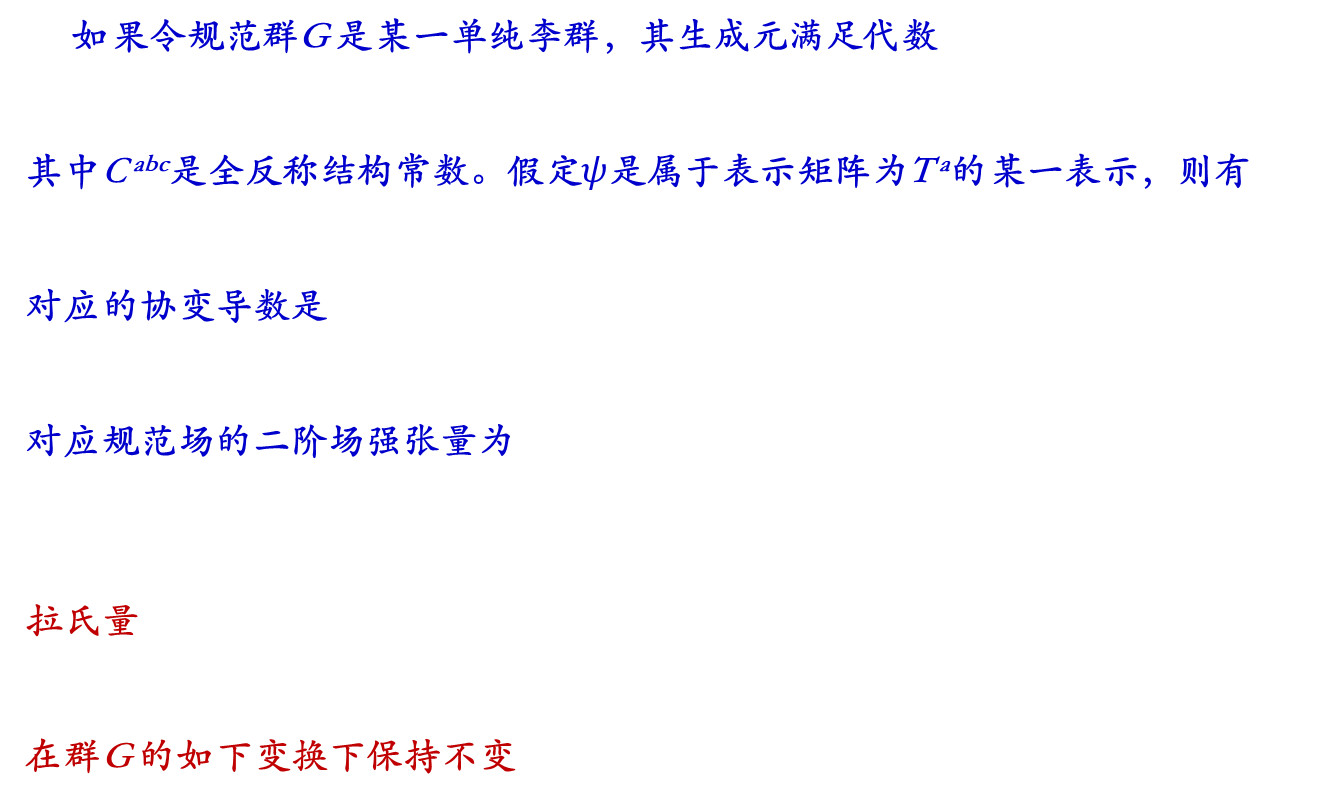 如果令规范群G是某一单纯李群，其生成元满足代数
其中Cᵃᵇᶜ是全反称结构常数。假定ψ是属于表示矩阵为Tᵃ的某一表示，则有
对应的协变导数是
对应规范场的二阶场强张量为
拉氏量
在群G的如下变换下保持不变